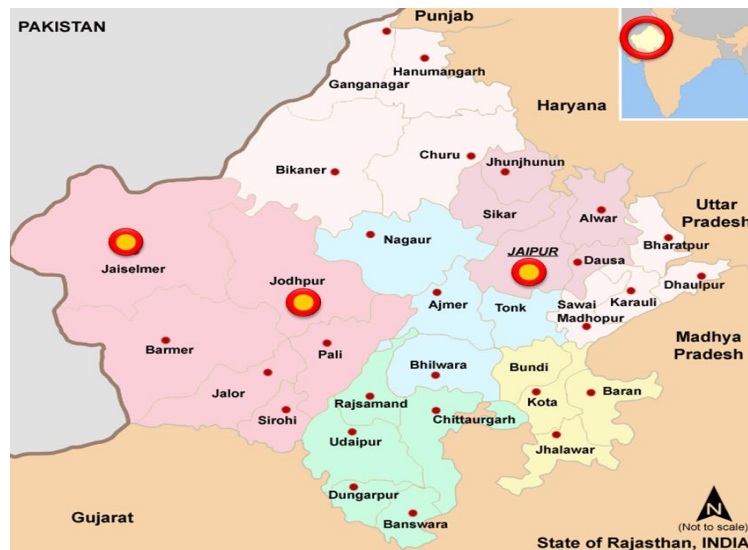 PAKISTAN
Punjab
Ganganagar
Hanumangarh
Haryana
Bikaner
Churu
Jhunjhunun
Sikar
Alwar
Uttar
Pradesh
Nagaur
JAIPUR
Dausa
Bharatpur
Jaiselmer
Jodhpur
Dhaulpur
Ajmer
Tonk
Sawai
Madhopur
Karauli
Madhya
Pradesh
Barmer
Pali
Bhilwara
Bundi
Jalor
Rajsamand
Kota
Baran
Sirohi
Chittaurgarh
Udaipur
Jhalawar
Dungarpur
Banswara
Gujarat
N
(Not to scale)
State of Rajasthan, INDIA